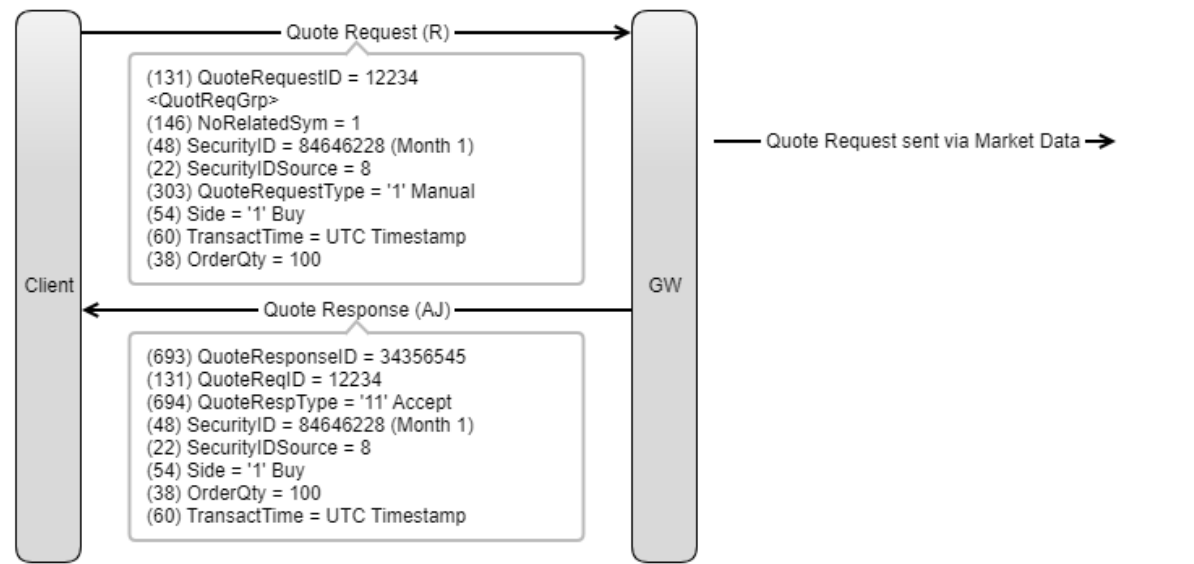 Quote Request (R)
(131) QuoteRequestID = 12234
<QuotReqGrp>
(146) NoRelatedSym = 1
(48) SecurityID = 84646228 (Month 1)
(22) SecurityIDSource = 8
(303) QuoteRequestType = '1' Manual
(54) Side = '1' Buy
(60) TransactTime = UTC Timestamp
(38) OrderQty = 100
Quote Request sent via Market Data
Client
GW
Quote Response (AJ)
(693) QuoteResponseID = 34356545
(131) QuoteReqID = 12234
(694) QuoteRespType = '11' Accept
(48) SecurityID = 84646228 (Month 1)
(22) SecurityIDSource = 8
(54) Side = '1' Buy
(38) OrderQty = 100
(60) TransactTime = UTC Timestamp